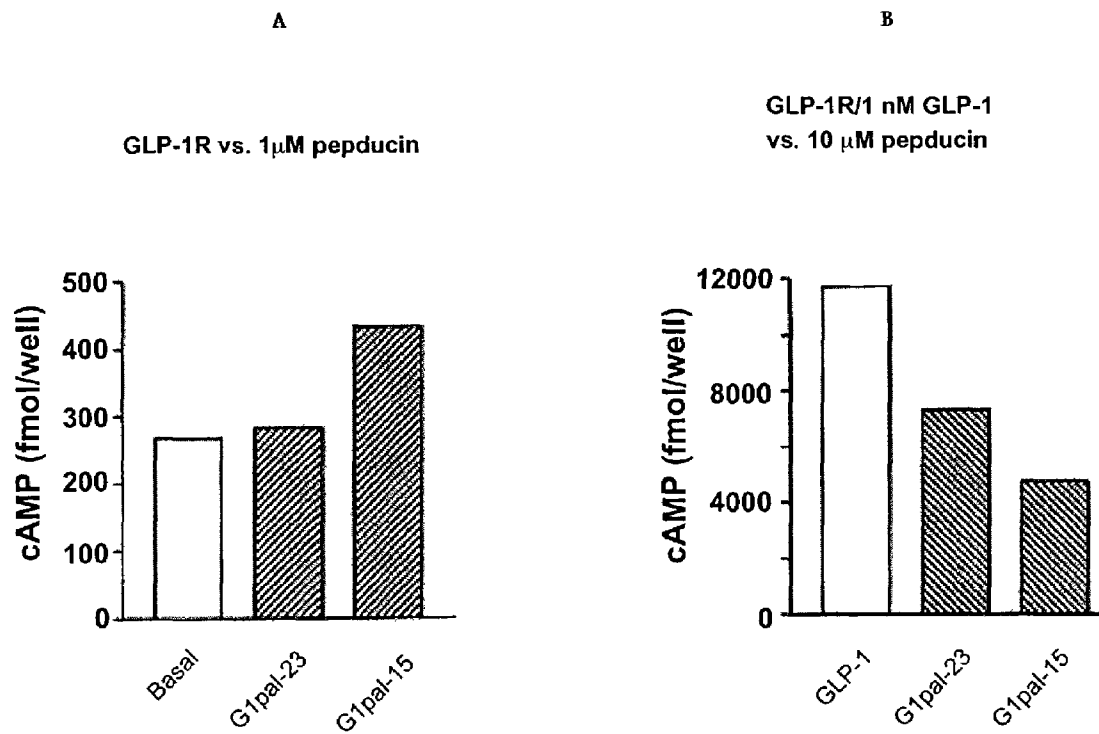 A
GLP-1R vs. 1μM pepducin
cAMP (fmol/well)
500
400
300
200
100
0
Basal
G1pal-23
G1pal-15
B
GLP-1R/1 nM GLP-1
vs. 10 μM pepducin
cAMP (fmol/well)
12000
8000
4000
0
GLP-1
G1pal-23
G1pal-15